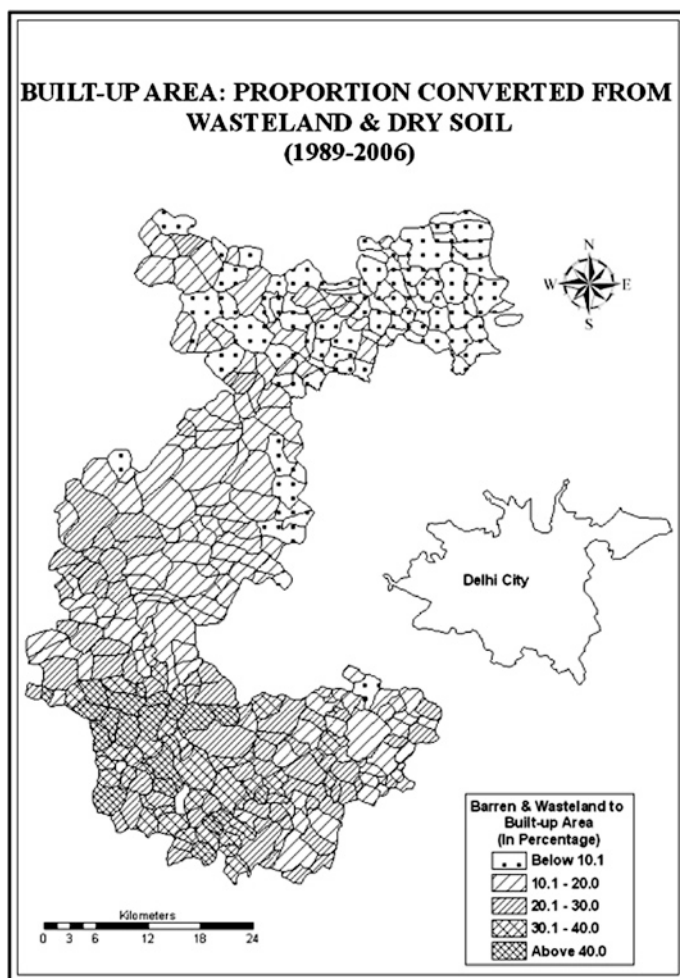 BUILT-UP AREA: PROPORTION CONVERTED FROM
WASTELAND & DRY SOIL
(1989-2006)
N
W E
S
Delhi City
Barren & Wasteland to
Built-up Area
(In Percentage)
Below 10.1
10.1 - 20.0
20.1 - 30.0
30.1 - 40.0
Above 40.0
Kilometers
0 3 6 12 18 24